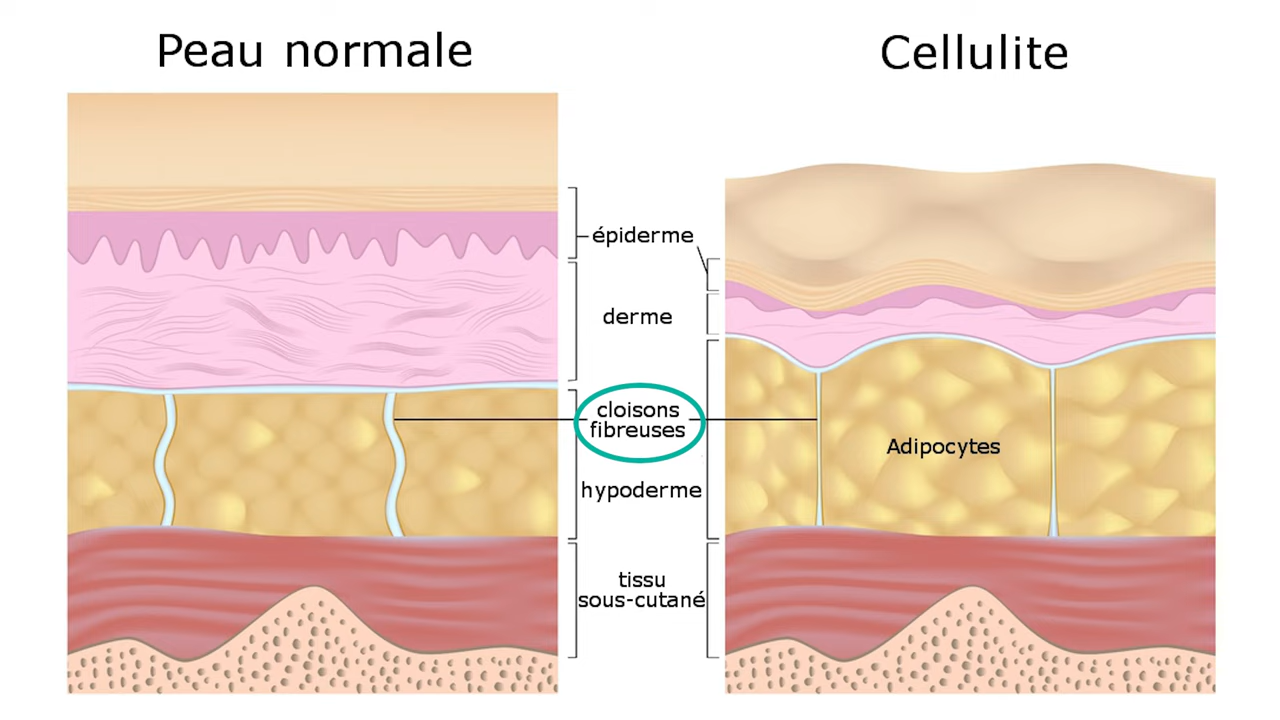 Peau normale
Cellulite
épiderme
derme
cloisons
fibreuses
Adipocytes
hypoderme
tissu
sous-cutané